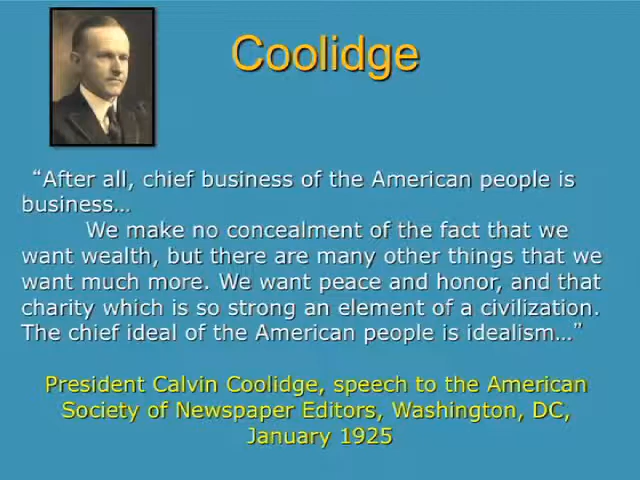 Coolidge
“After all, chief business of the American people is
business…
We make no concealment of the fact that we
want wealth, but there are many other things that we
want much more. We want peace and honor, and that
charity which is so strong an element of a civilization.
The chief ideal of the American people is idealism…”
President Calvin Coolidge, speech to the American
Society of Newspaper Editors, Washington, DC,
January 1925